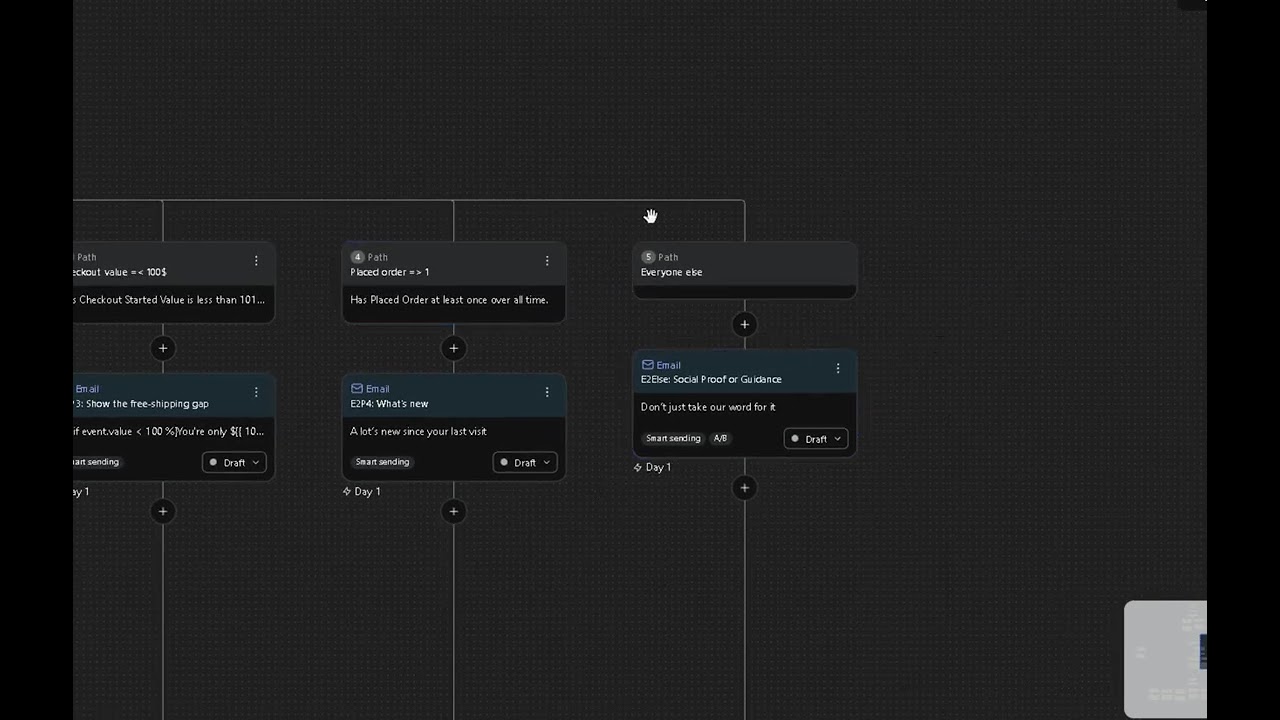 Path
eckout value =< 100$
s Checkout Started Value is less than 101...
Email
3: Show the free-shipping gap
if event.value < 100 %}You're only ${{ 10...
art sending
Draft
ay 1
4 Path
Placed order => 1
Has Placed Order at least once over all time.
Email
E2P4: What's new
A lot's new since your last visit
Smart sending
Draft
Day 1
5 Path
Everyone else
Email
E2Else: Social Proof or Guidance
Don't just take our word for it
Smart sending A/B
Draft
Day 1